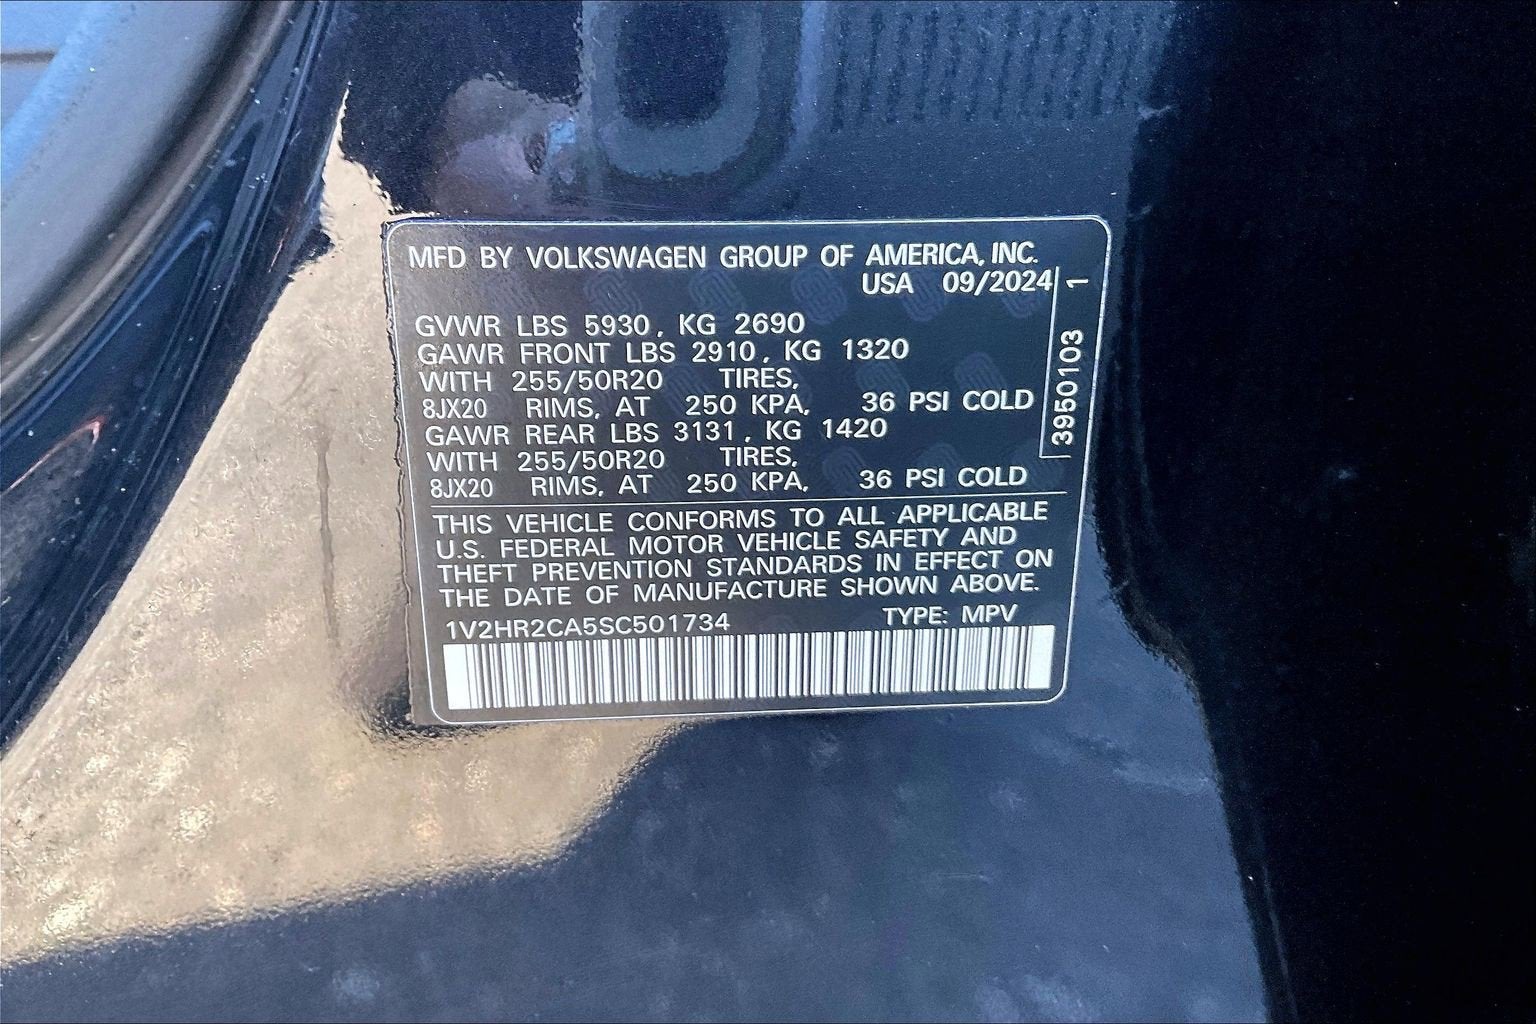 MFD BY VOLKSWAGEN GROUP OF AMERICA, INC.
USA 09/2024
GVWR LBS 5930, KG 2690
GAWR FRONT LBS 2910, KG 1320
WITH 255/50R20 TIRES,
8JX20 RIMS, AT 250 KPA, 36 PSI COLD
GAWR REAR LBS 3131, KG 1420
WITH 255/50R20 TIRES,
8JX20 RIMS, AT 250 KPA, 36 PSI COLD
3950103 1
THIS VEHICLE CONFORMS TO ALL APPLICABLE
U.S. FEDERAL MOTOR VEHICLE SAFETY AND
THEFT PREVENTION STANDARDS IN EFFECT ON
THE DATE OF MANUFACTURE SHOWN ABOVE.
1V2HR2CA5SC501734 TYPE: MPV